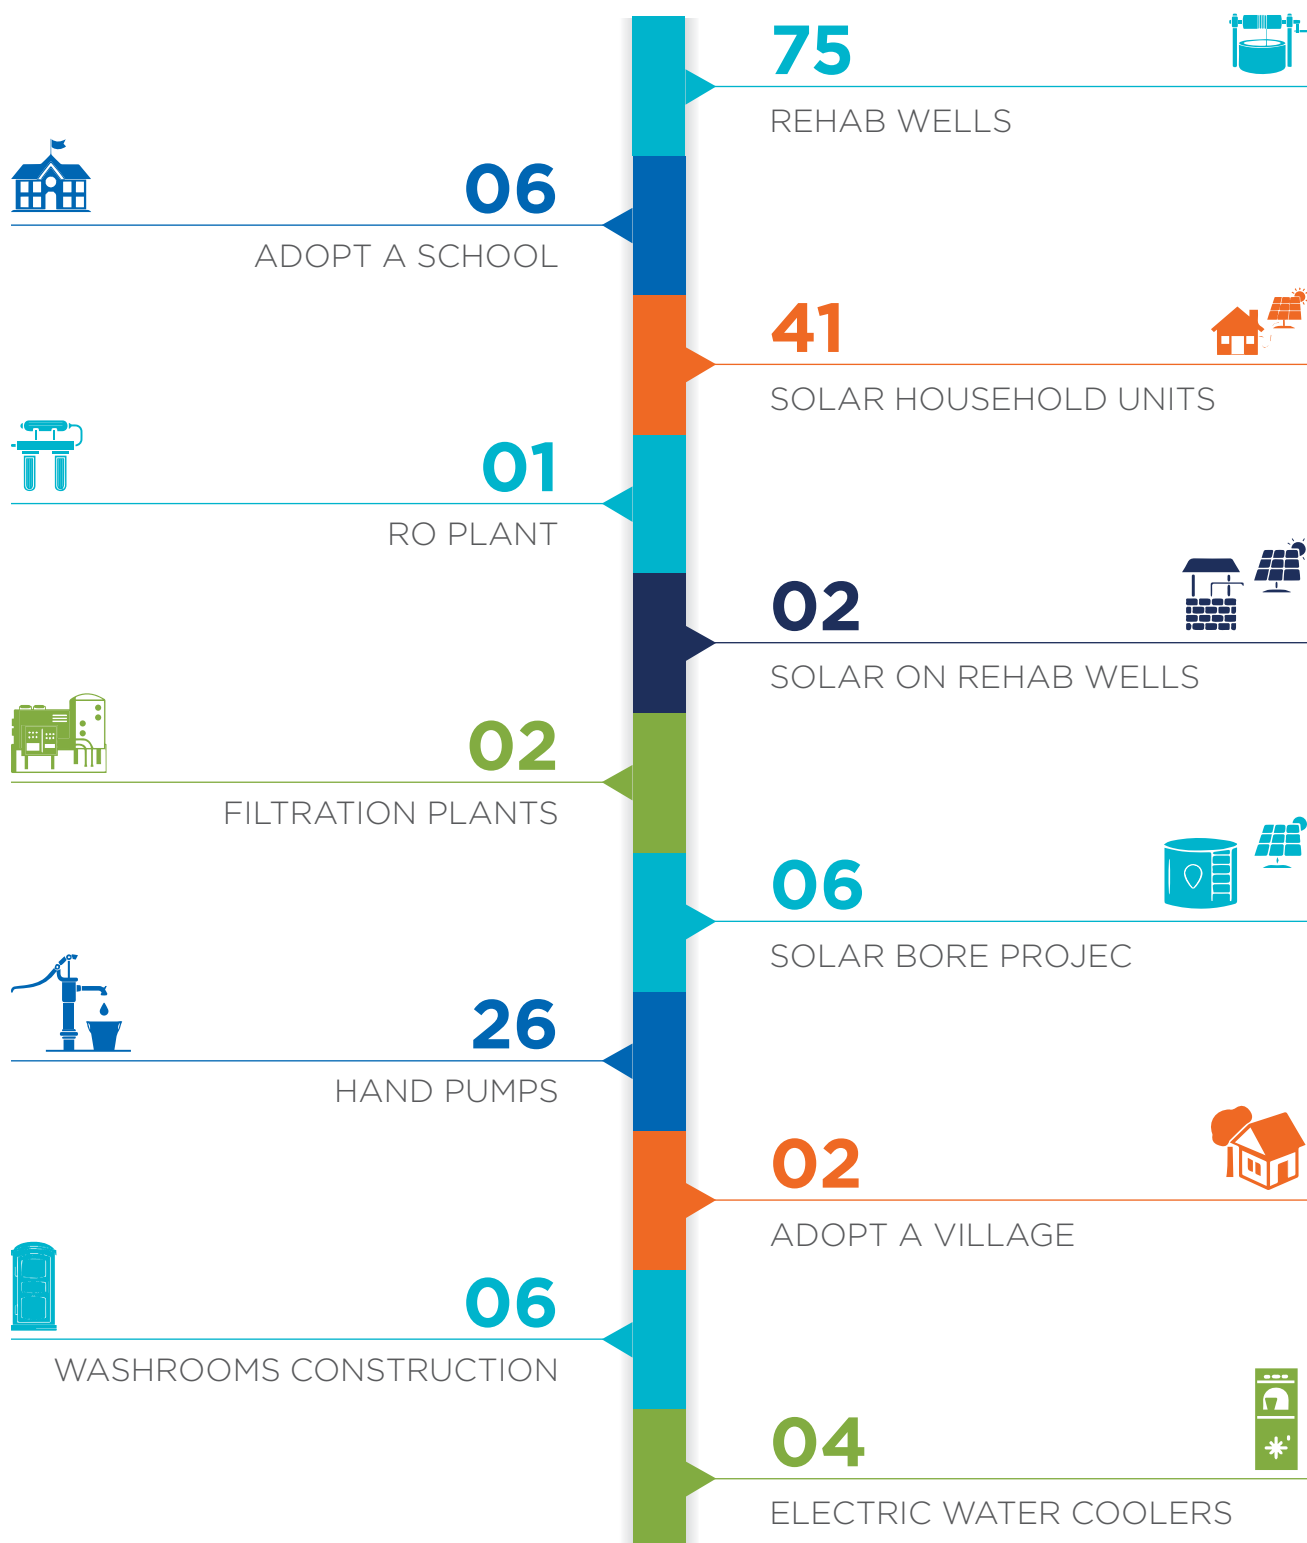 75
REHAB WELLS
06
ADOPT A SCHOOL
41
SOLAR HOUSEHOLD UNITS
01
RO PLANT
02
SOLAR ON REHAB WELLS
02
FILTRATION PLANTS
06
SOLAR BORE PROJEC
26
HAND PUMPS
02
ADOPT A VILLAGE
06
WASHROOMS CONSTRUCTION
04
ELECTRIC WATER COOLERS